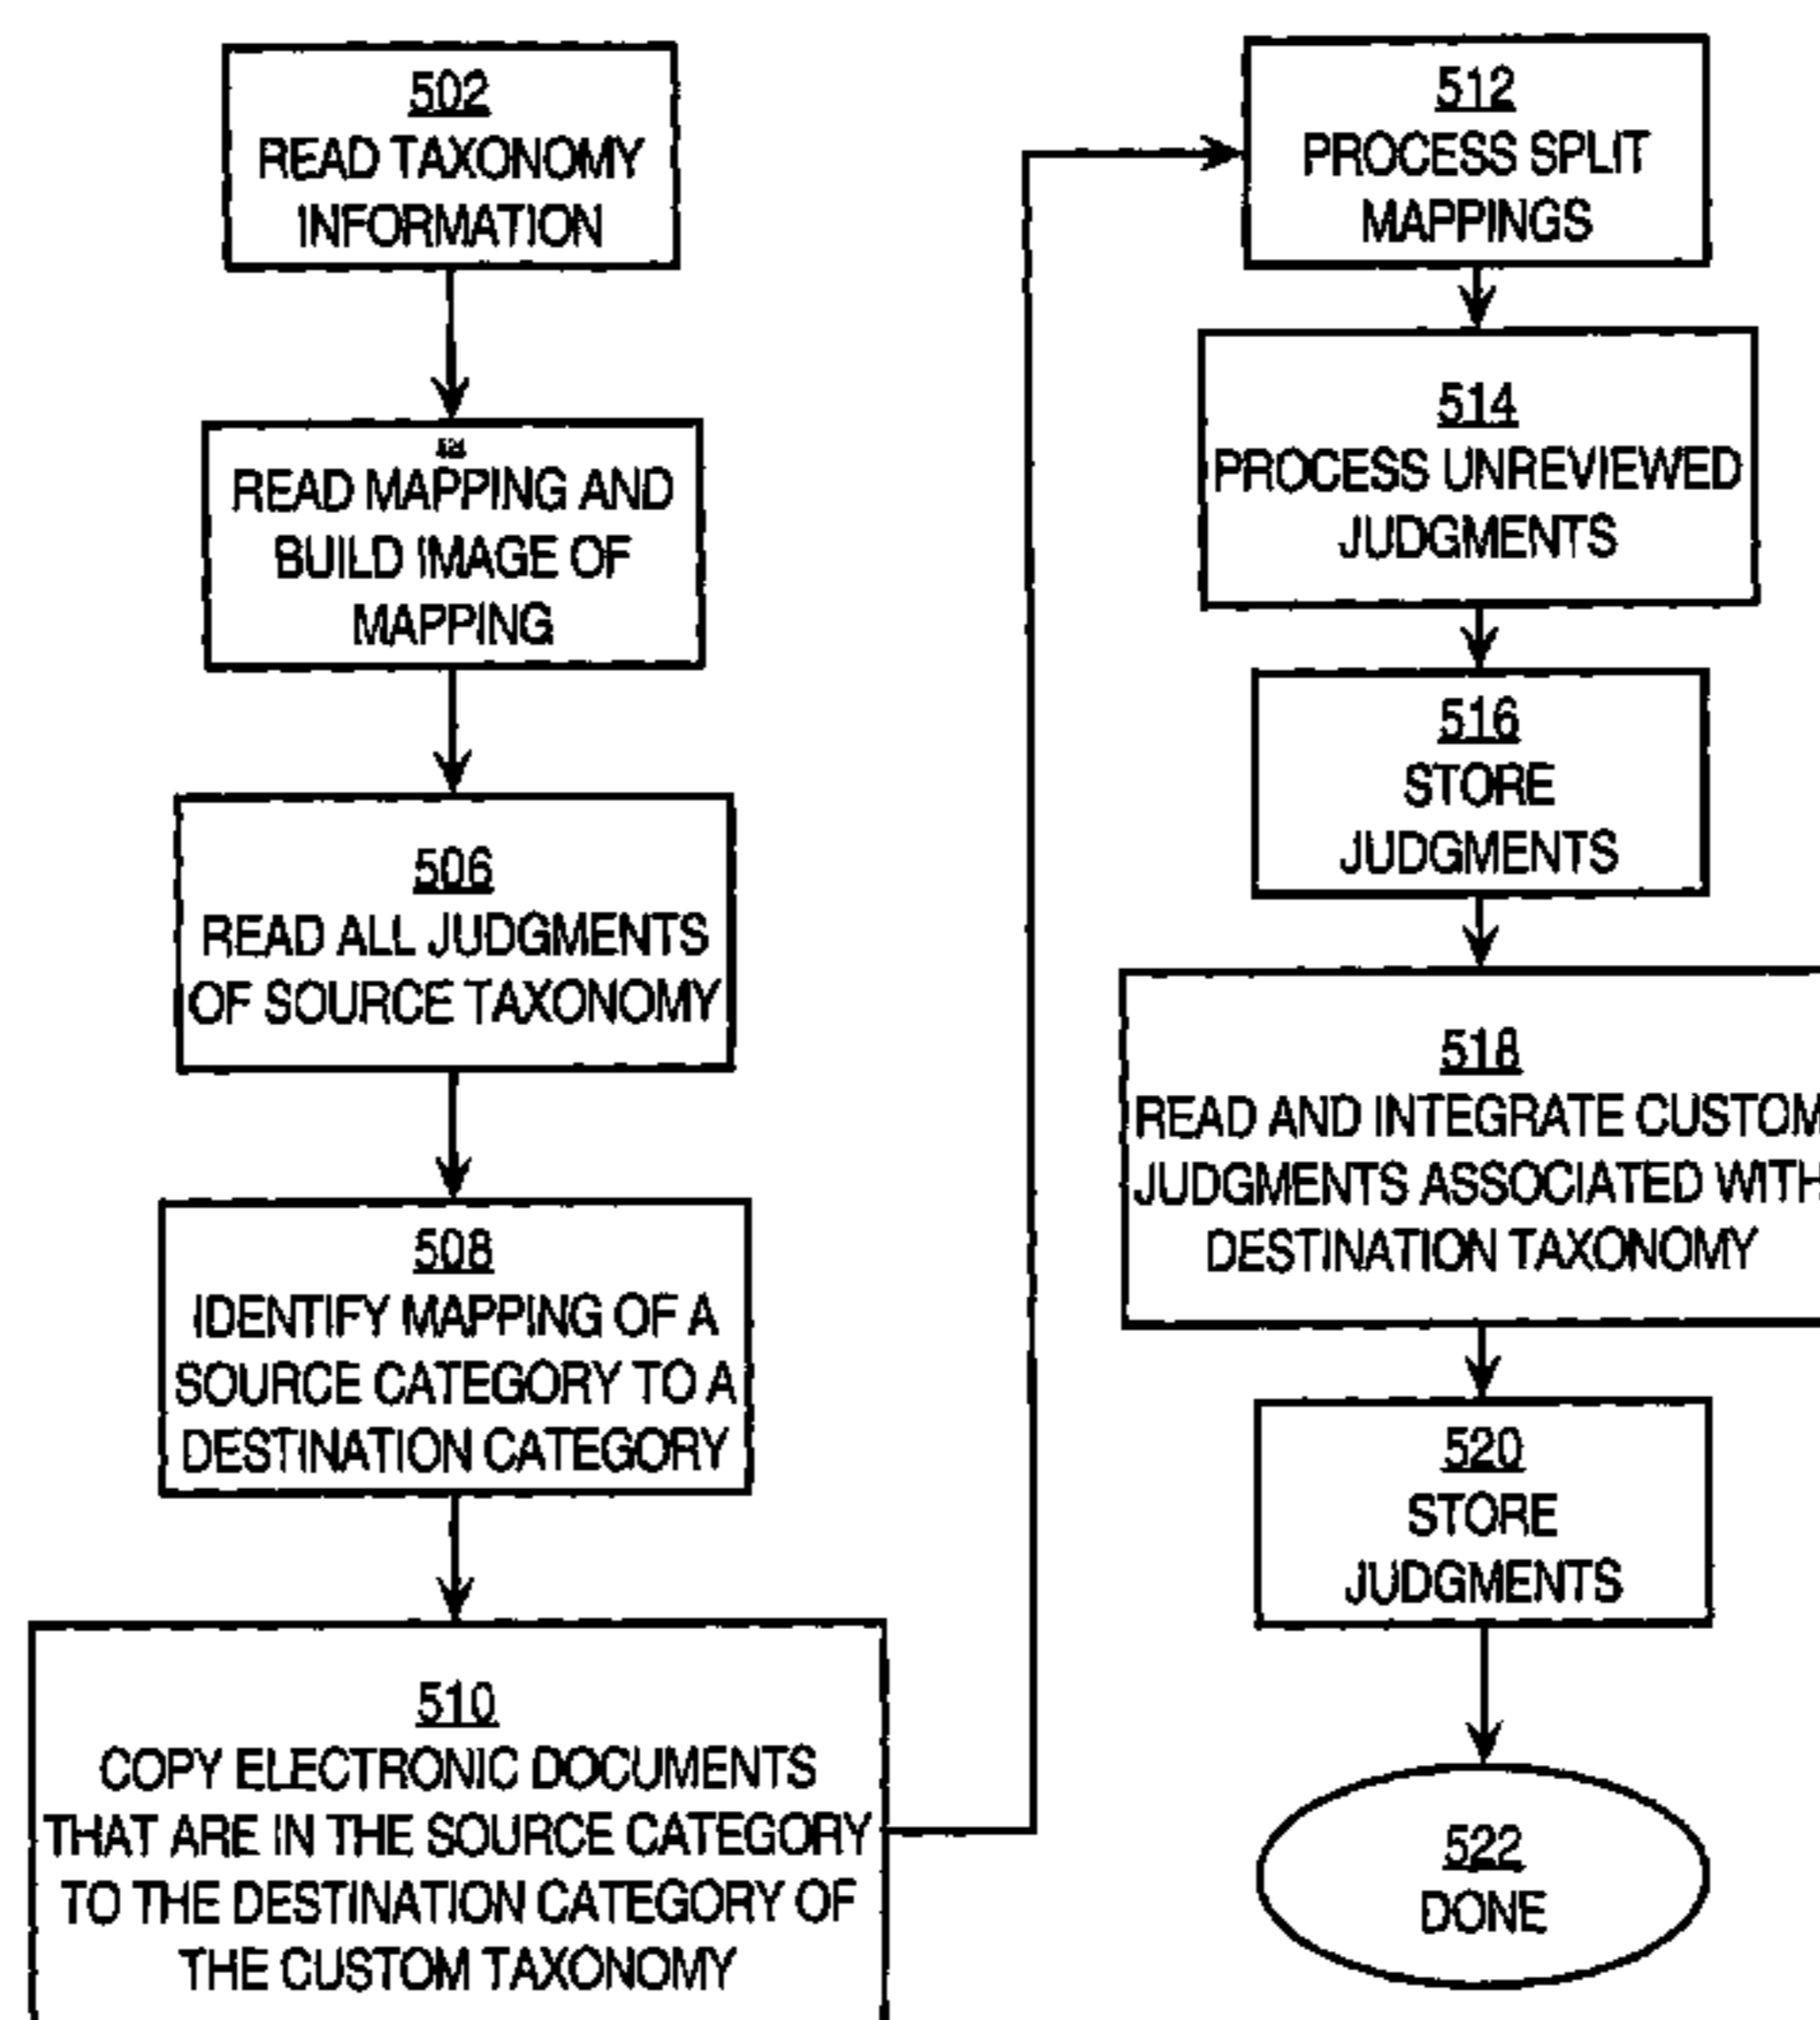 502
READ TAXONOMY
INFORMATION
READ MAPPING AND
BUILD IMAGE OF
MAPPING
506
READ ALL JUDGMENTS
OF SOURCE TAXONOMY
508
IDENTIFY MAPPING OF A
SOURCE CATEGORY TO A
DESTINATION CATEGORY
510
COPY ELECTRONIC DOCUMENTS
THAT ARE IN THE SOURCE CATEGORY
TO THE DESTINATION CATEGORY OF
THE CUSTOM TAXONOMY
512
PROCESS SPLIT
MAPPINGS
514
PROCESS UNREVIEWED
JUDGMENTS
516
STORE
JUDGMENTS
518
READ AND INTEGRATE CUSTOM
JUDGMENTS ASSOCIATED WITH
DESTINATION TAXONOMY
520
STORE
JUDGMENTS
522
DONE